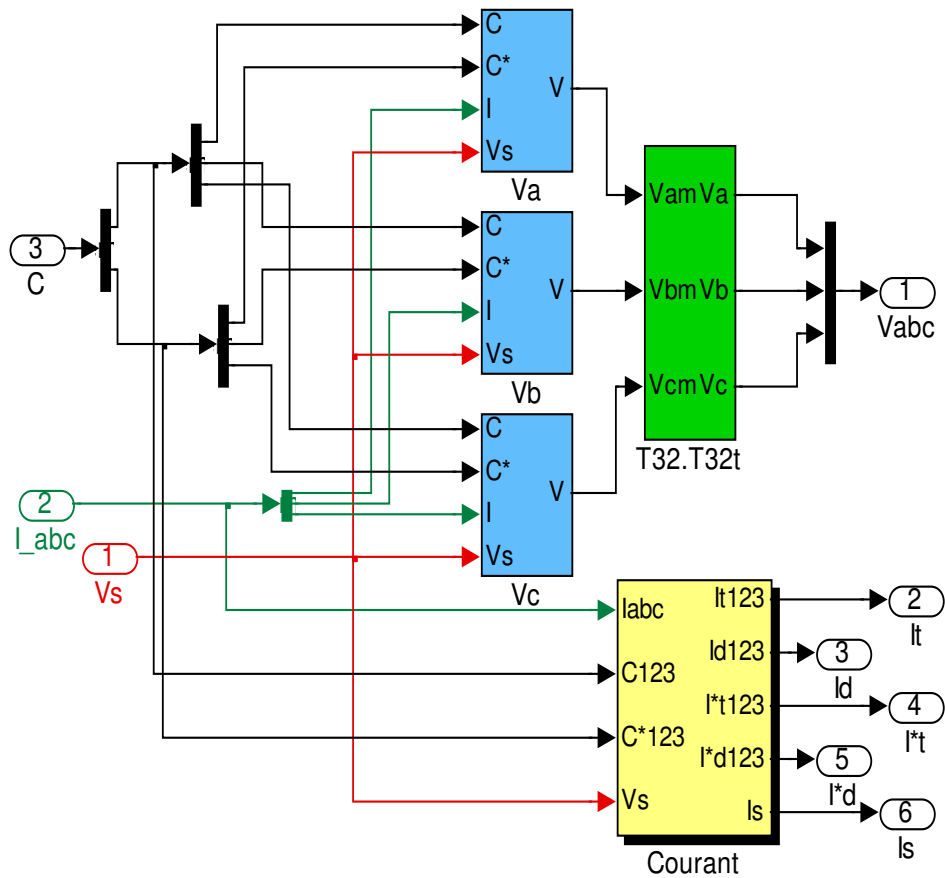 3
C
2
I_abc
1
Vs
C
C*
I
Vs
V
Va
C
C*
I
Vs
V
Vb
C
C*
I
Vs
V
Vc
Vam Va
Vbm Vb
Vcm Vc
T32.T32t
1
Vabc
Iabc
C123
C*123
Vs
It123
Id123
I*t123
I*d123
Is
Courant
2
It
3
Id
4
I*t
5
I*d
6
Is